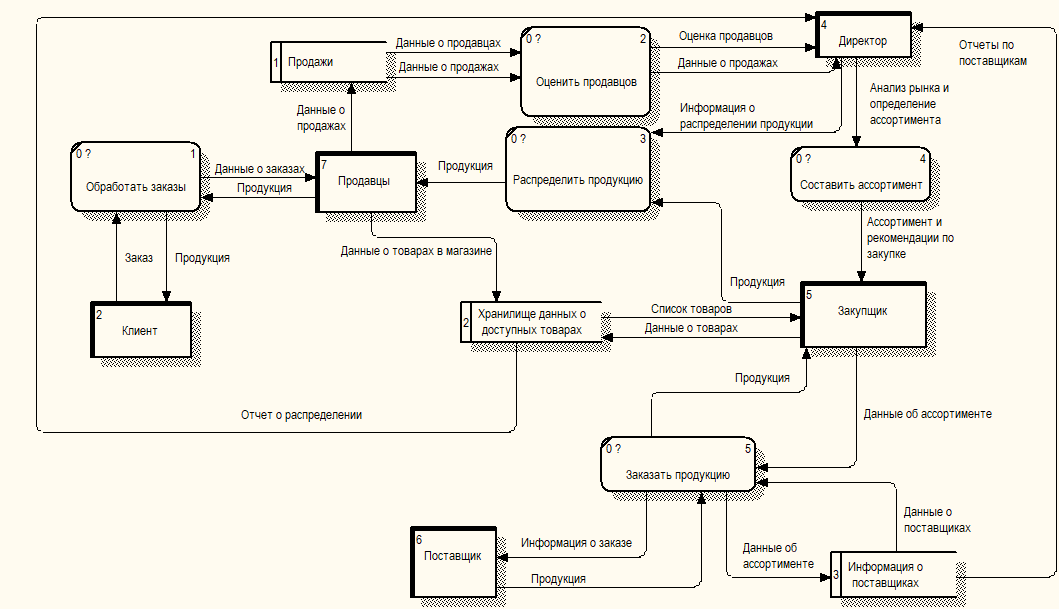 4
Директор
Отчеты по
поставщикам
1
Продажи
Данные о продавцах
Данные о продажах
0 ?
2
Оценить продавцов
Оценка продавцов
Данные о продажах
Анализ рынка и
определение
ассортимента
Данные о
продажах
Информация о
распределении продукции
0 ?
1
Обработать заказы
Данные о заказах
Продукция
7
Продавцы
Продукция
0 ?
3
Распределить продукцию
0 ?
4
Составить ассортимент
Ассортимент и
рекомендации по
закупке
Данные о товарах в магазине
Заказ
Продукция
Продукция
2
Клиент
2
Хранилище данных о
доступных товарах
Список товаров
Данные о товарах
5
Закупщик
Продукция
Отчет о распределении
Данные об ассортименте
0 ?
5
Заказать продукцию
6
Поставщик
Информация о заказе
Продукция
Данные об
ассортименте
Данные о
поставщиках
3
Информация о
поставщиках